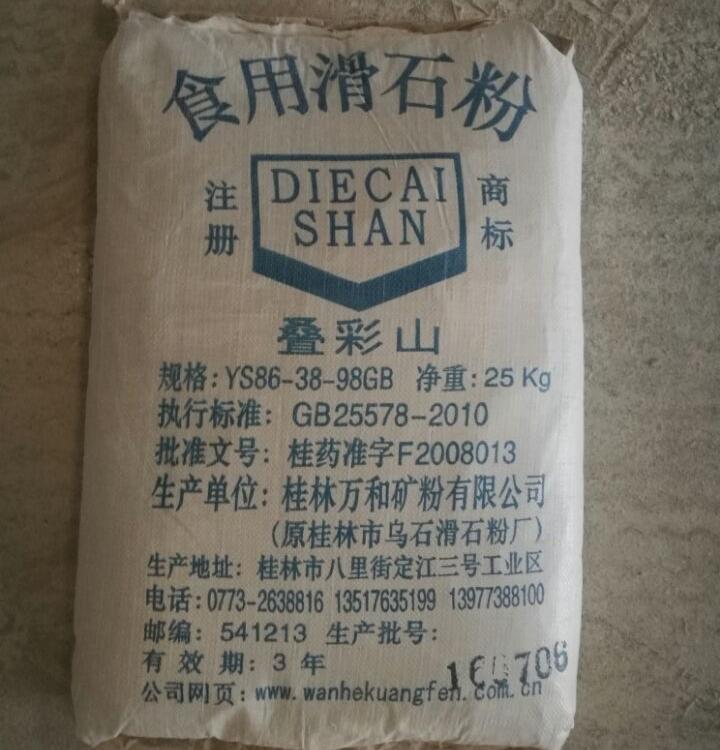 食用滑石粉
注册
DIECAI
SHAN
商标
叠彩山
规格:YS86-38-98GB 净重:25Kg
执行标准: GB25578-2010
批准文号: 桂药准字F2008013
生产单位: 桂林万和矿粉有限公司
(原桂林市乌石滑石粉厂)
生产地址: 桂林市八里街定江三号工业区
电话:0773-2638816 13517635199 13977388100
邮编: 541213 生产批号:
有效期: 3年
公司网页:www.wanhekuangfen.com.cn